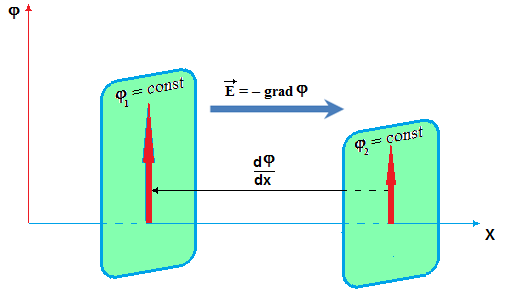 φ
φ₁ = const
E⃗ = – grad φ
φ₂ = const
dφ
dx
X